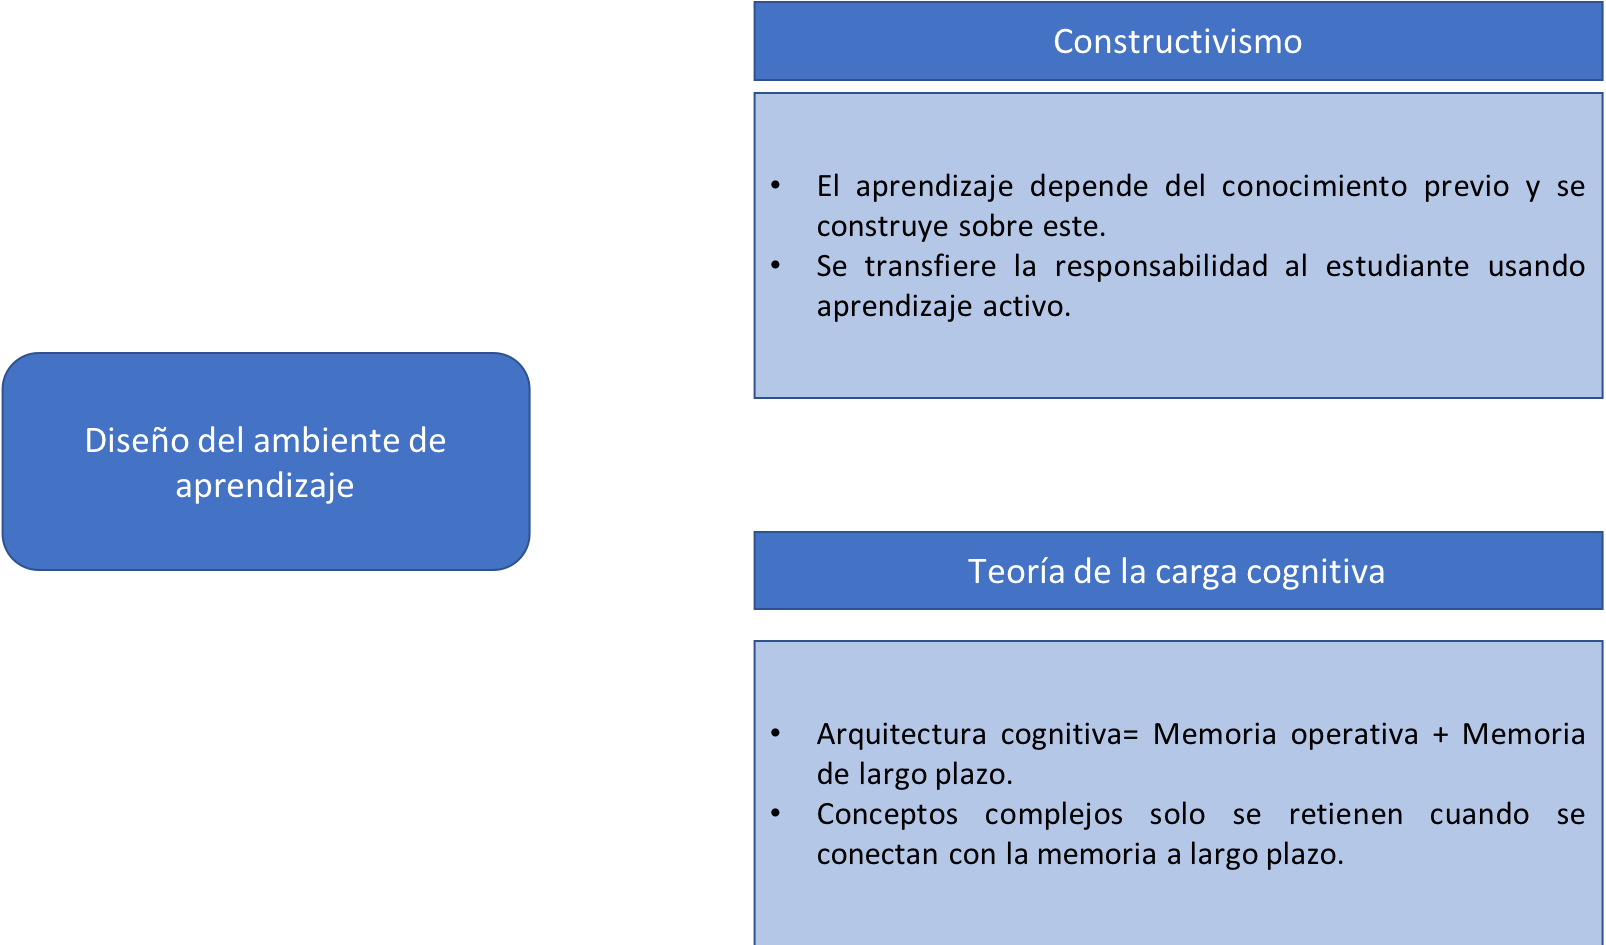 Constructivismo
• El aprendizaje depende del conocimiento previo y se
construye sobre este.
• Se transfiere la responsabilidad al estudiante usando
aprendizaje activo.
Diseño del ambiente de
aprendizaje
Teoría de la carga cognitiva
• Arquitectura cognitiva= Memoria operativa + Memoria
de largo plazo.
• Conceptos complejos solo se retienen cuando se
conectan con la memoria a largo plazo.